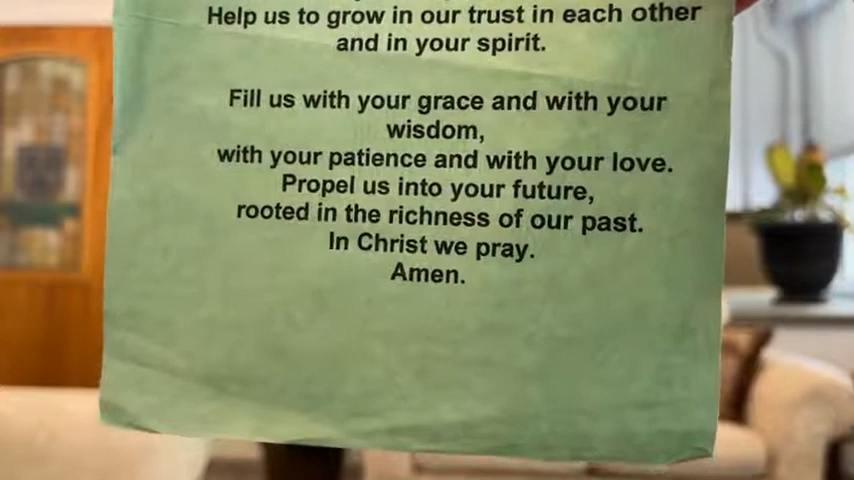 Help us to grow in our trust in each other
and in your spirit.
Fill us with your grace and with your
wisdom,
with your patience and with your love.
Propel us into your future,
rooted in the richness of our past.
In Christ we pray.
Amen.